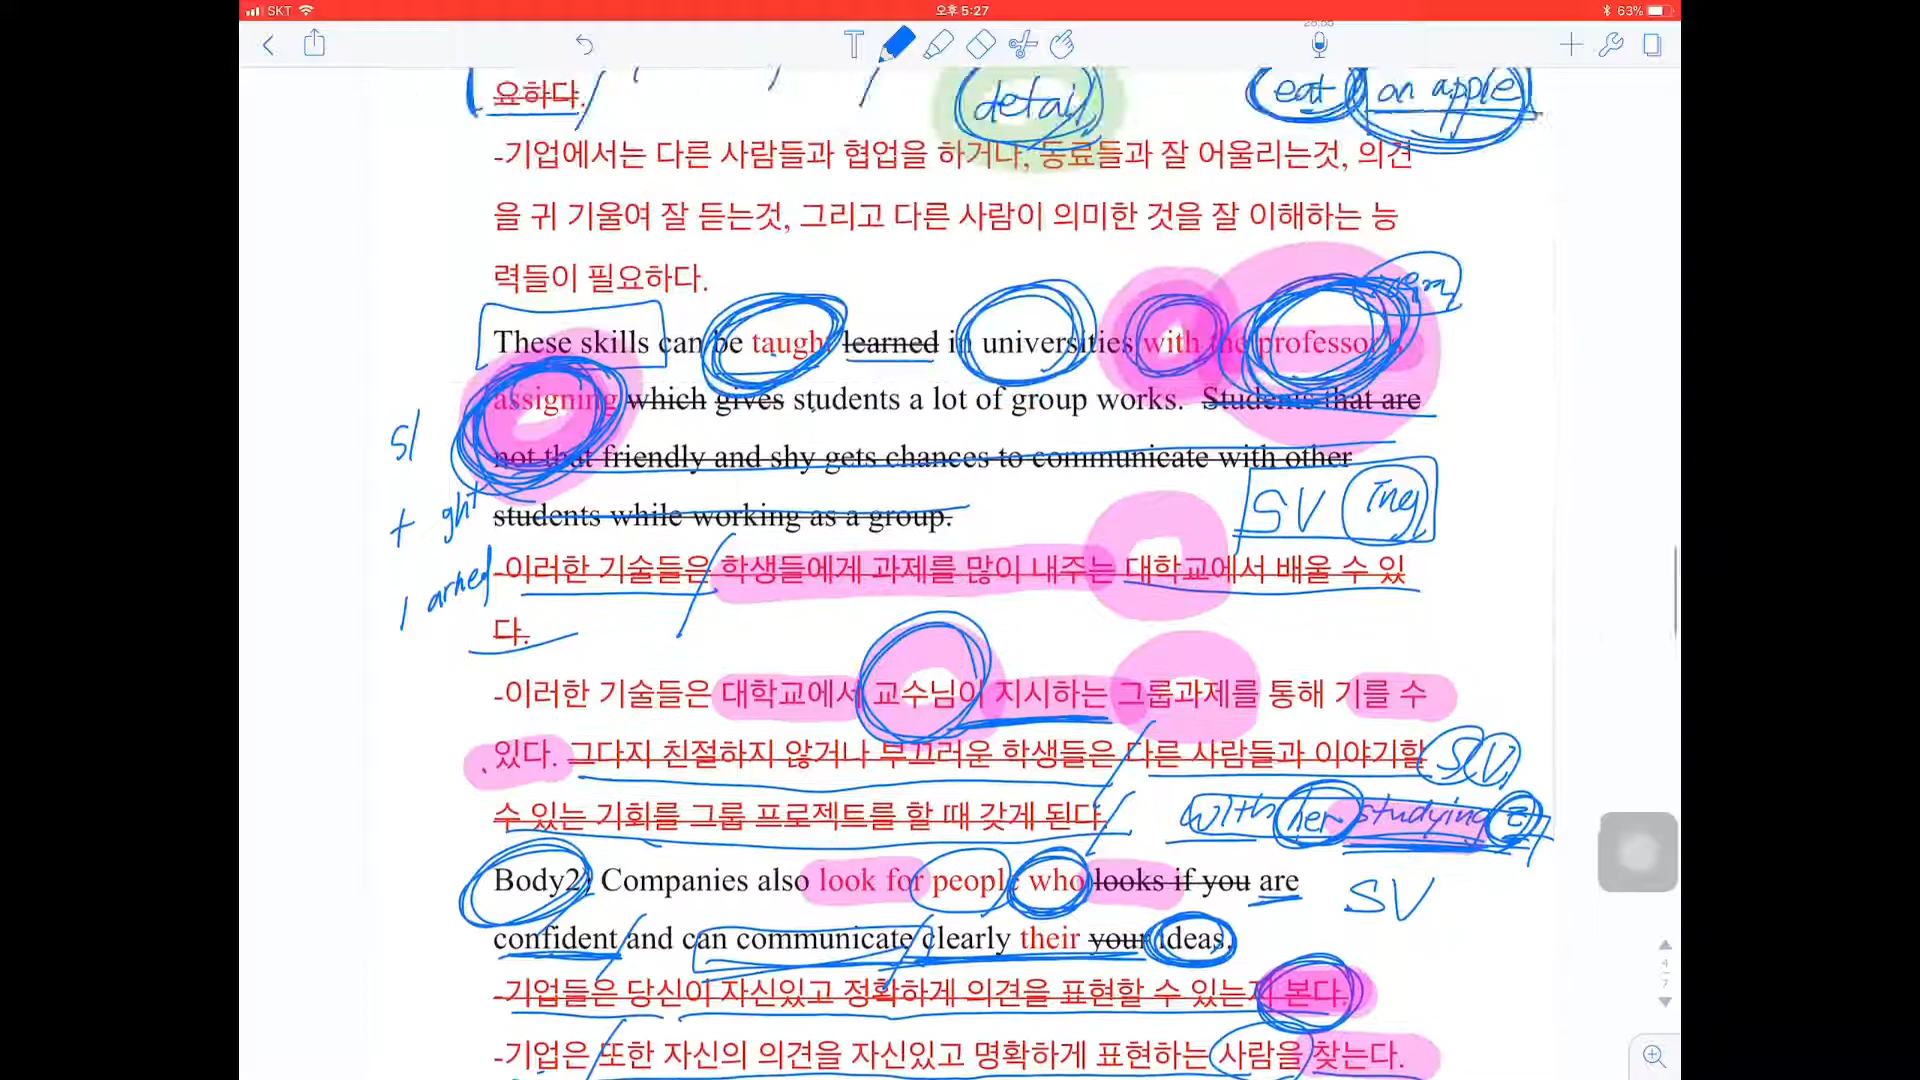 SKT 오후 5:27 63%
요하다. detail eat an apple
-기업에서는 다른 사람들과 협업을 하거나, 동료들과 잘 어울리는것, 의견
을 귀 기울여 잘 듣는것, 그리고 다른 사람이 의미한 것을 잘 이해하는 능
력들이 필요하다.
These skills can be taught learned in universities with the professor's
assigning which gives students a lot of group works. Students that are
not that friendly and shy gets chances to communicate with other
students while working as a group.
SV ing
-이러한 기술들은 학생들에게 과제를 많이 내주는 대학교에서 배울 수 있
다.
-이러한 기술들은 대학교에서 교수님이 지시하는 그룹과제를 통해 기를 수
있다. 그다지 친절하지 않거나 부끄러운 학생들은 다른 사람들과 이야기할
SV
수 있는 기회를 그룹 프로젝트를 할 때 갖게 된다.
with her studying
Body2: Companies also look for people who looks if you are
SV
confident and can communicate clearly their your ideas.
-기업들은 당신이 자신있고 정확하게 의견을 표현할 수 있는지 본다.
-기업은 또한 자신의 의견을 자신있고 명확하게 표현하는 사람을 찾는다.
4
7